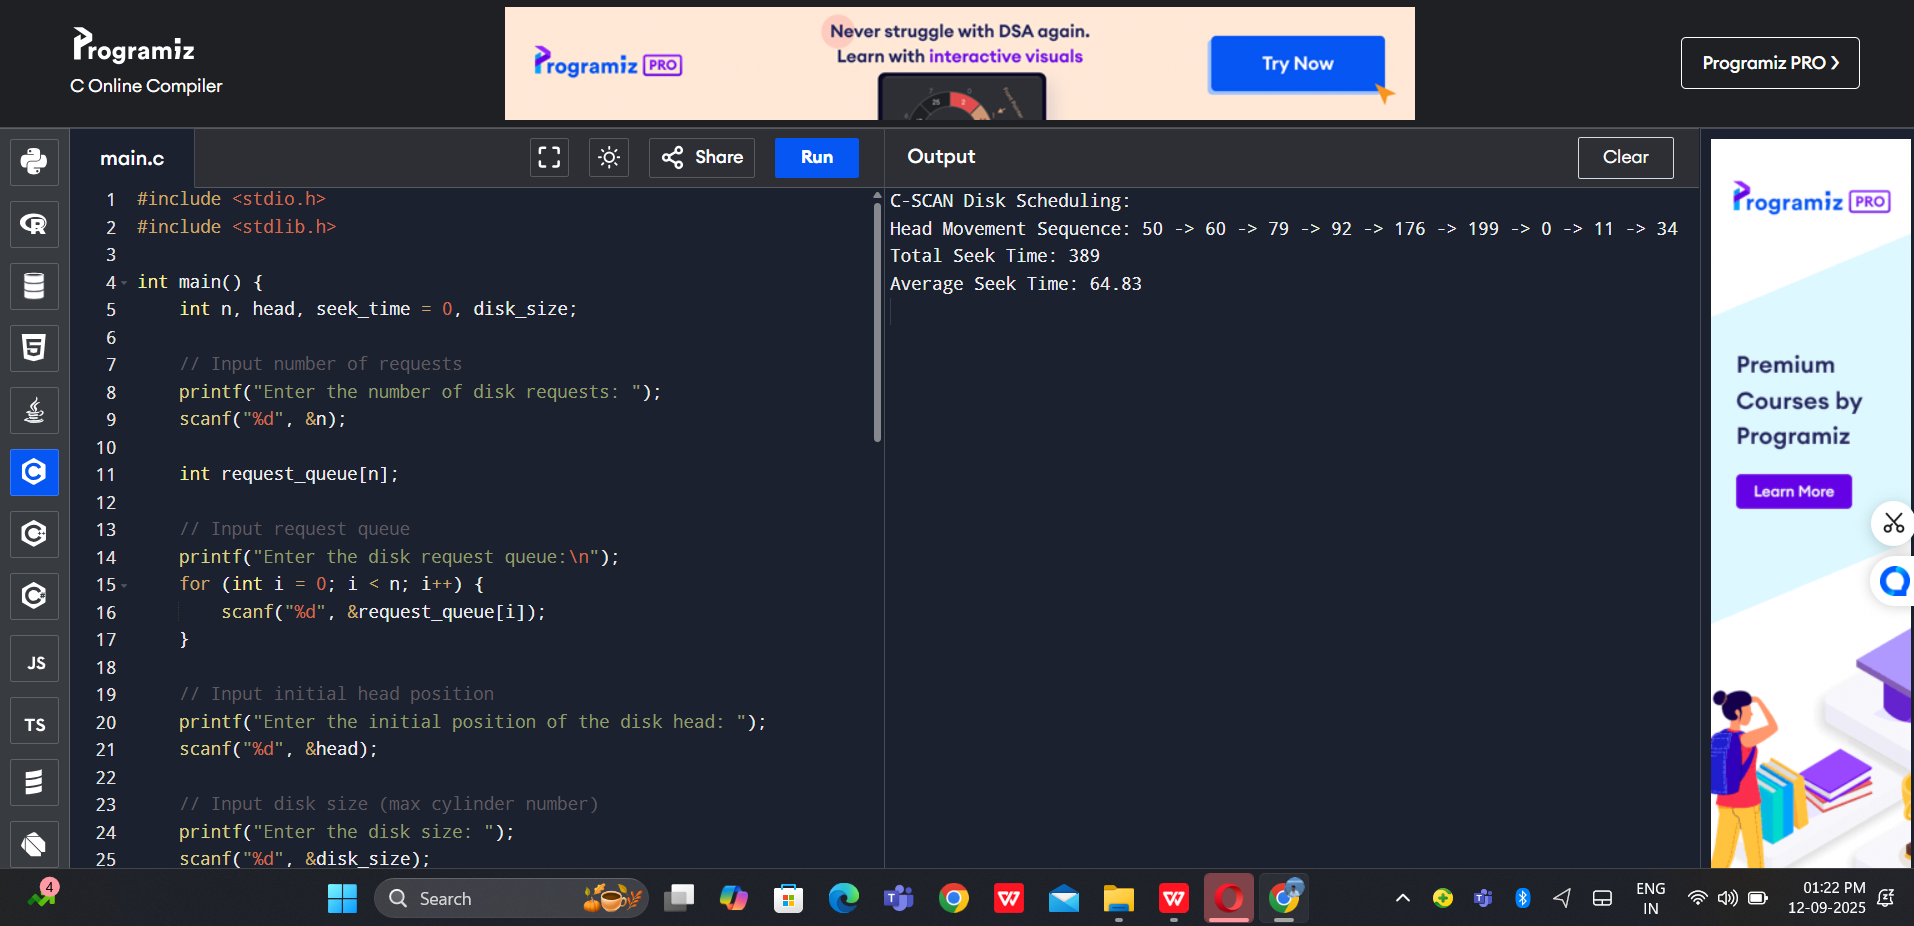 Programiz
C Online Compiler
Programiz PRO
Never struggle with DSA again.
Learn with interactive visuals
Try Now
Programiz PRO
main.c
Share
Run
Output
Clear
1 #include <stdio.h>
2 #include <stdlib.h>
3
4 int main() {
5 int n, head, seek_time = 0, disk_size;
6
7 // Input number of requests
8 printf("Enter the number of disk requests: ");
9 scanf("%d", &n);
10
11 int request_queue[n];
12
13 // Input request queue
14 printf("Enter the disk request queue:\n");
15 for (int i = 0; i < n; i++) {
16 scanf("%d", &request_queue[i]);
17 }
18
19 // Input initial head position
20 printf("Enter the initial position of the disk head: ");
21 scanf("%d", &head);
22
23 // Input disk size (max cylinder number)
24 printf("Enter the disk size: ");
25 scanf("%d", &disk_size);
C-SCAN Disk Scheduling:
Head Movement Sequence: 50 -> 60 -> 79 -> 92 -> 176 -> 199 -> 0 -> 11 -> 34
Total Seek Time: 389
Average Seek Time: 64.83
Programiz PRO
Premium
Courses by
Programiz
Learn More
JS
TS
4
Search
ENG
IN
01:22 PM
12-09-2025